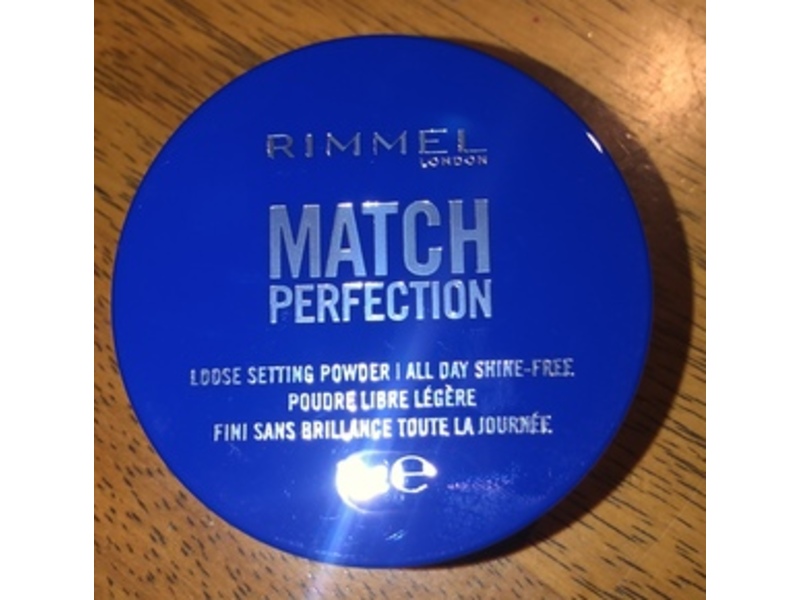 RIMMEL
LONDON
MATCH
PERFECTION
LOOSE SETTING POWDER | ALL DAY SHINE-FREE.
POUDRE LIBRE LÉGÈRE
FINI SANS BRILLANCE TOUTE LA JOURNÉE.